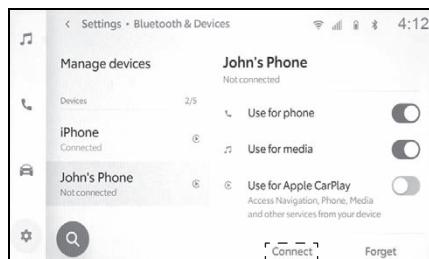 < Settings • Bluetooth & Devices
4:12
Manage devices
Devices 2/5
iPhone
Connected
John's Phone
Not connected
John's Phone
Not connected
Use for phone
Use for media
Use for Apple CarPlay
Access Navigation, Phone, Media
and other services from your device
Connect
Forget